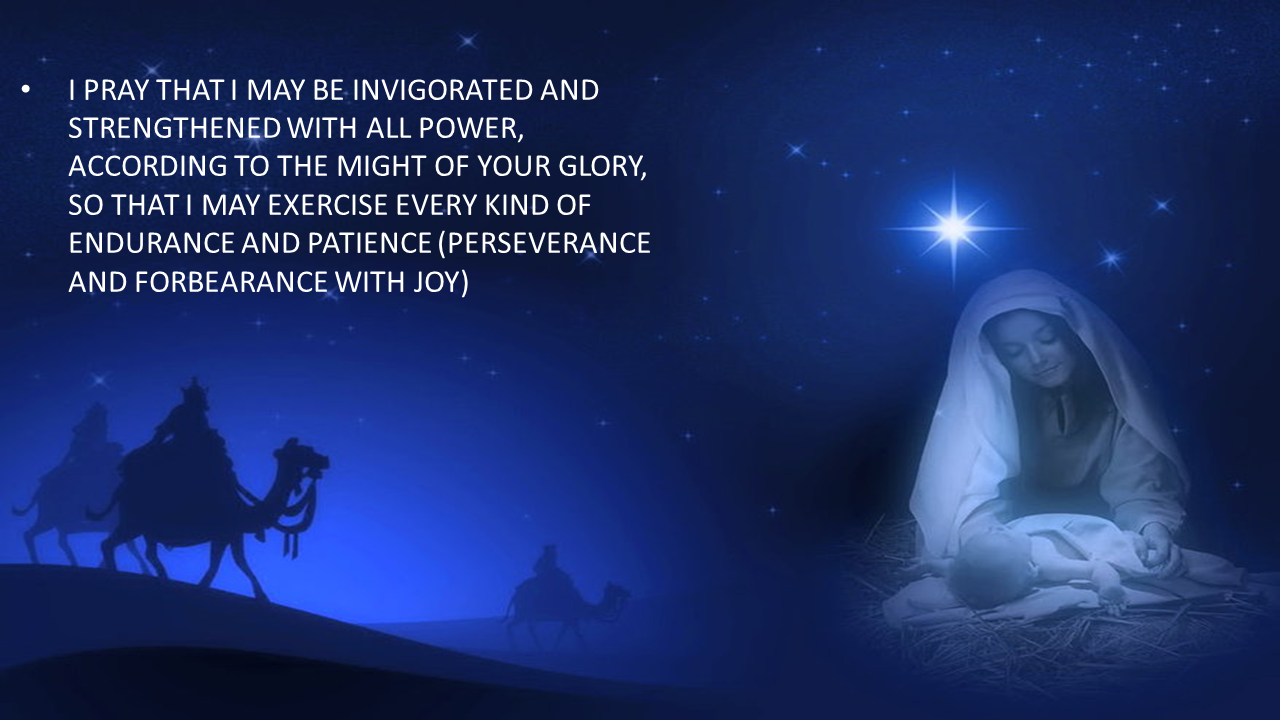 • I PRAY THAT I MAY BE INVIGORATED AND
STRENGTHENED WITH ALL POWER,
ACCORDING TO THE MIGHT OF YOUR GLORY,
SO THAT I MAY EXERCISE EVERY KIND OF
ENDURANCE AND PATIENCE (PERSEVERANCE
AND FORBEARANCE WITH JOY)